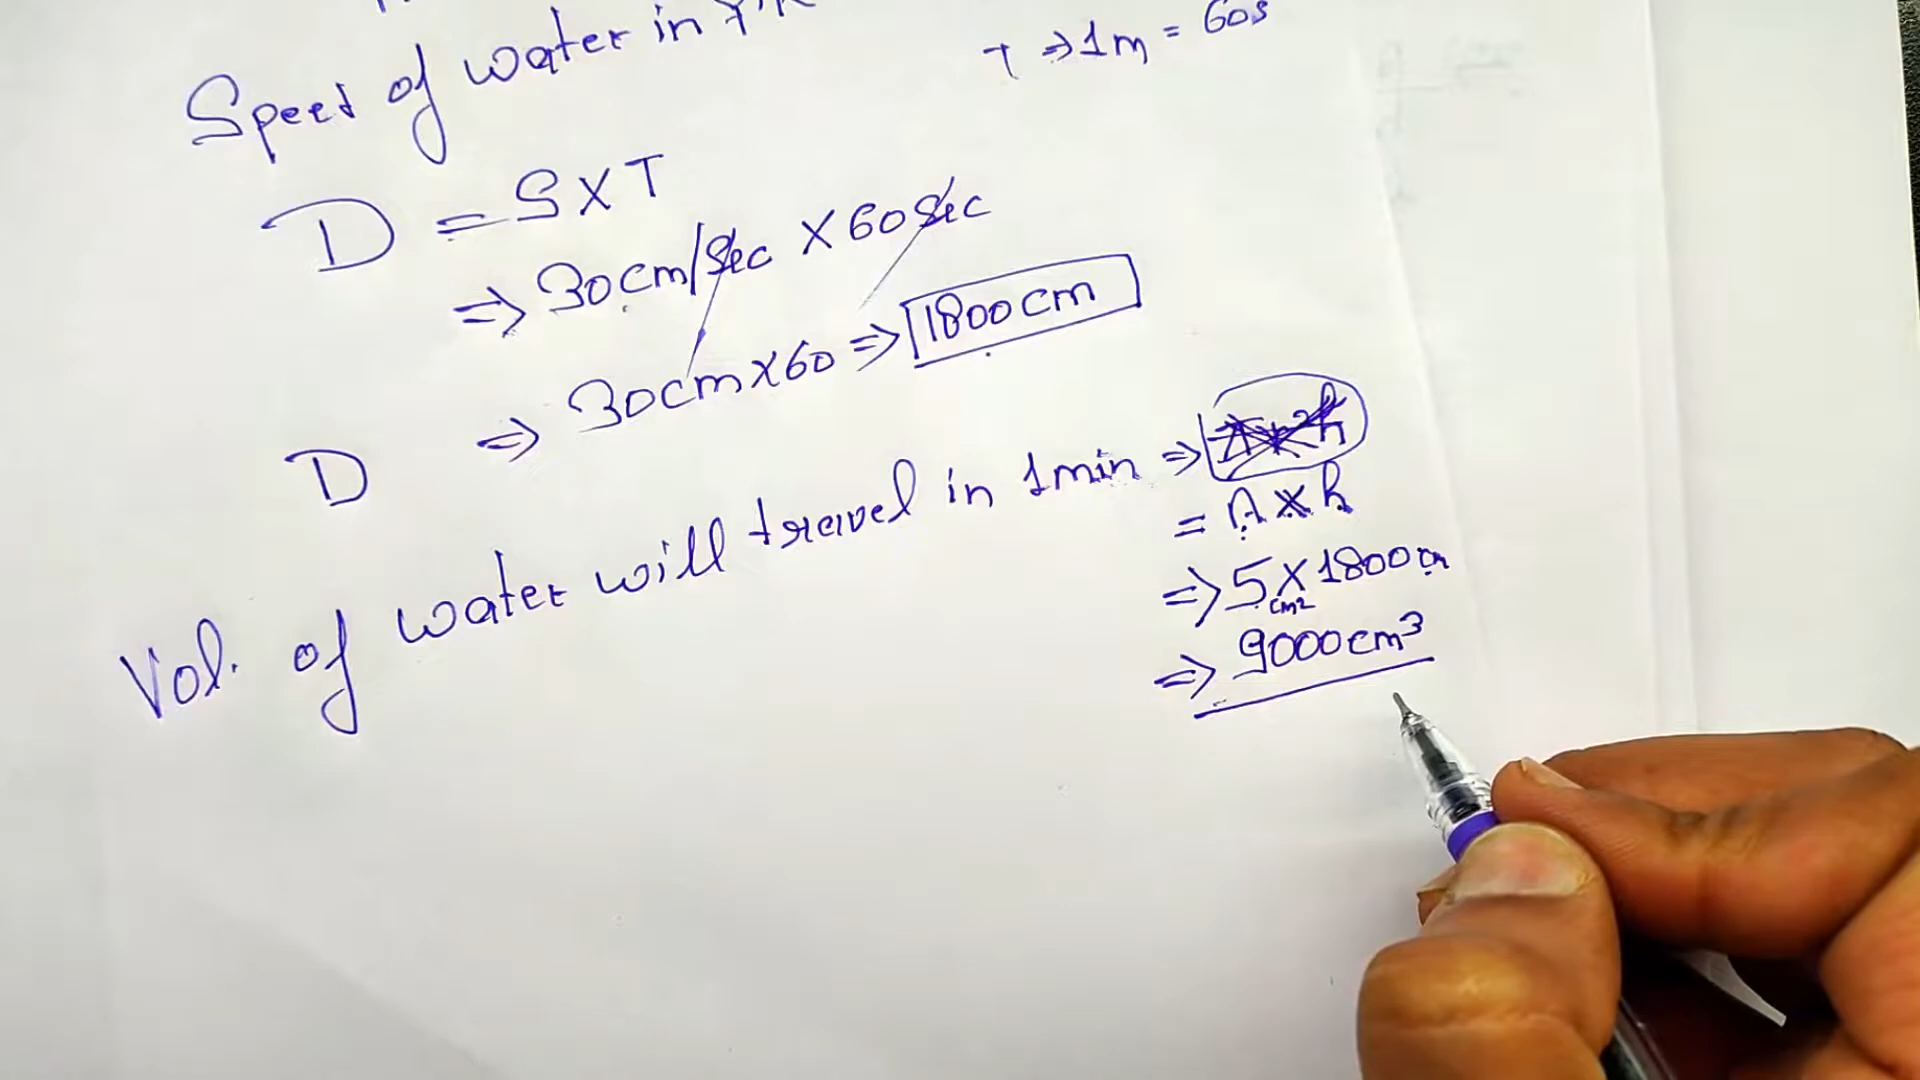 Speed of water in
T ⇒ 1m = 60s
D = S X T
⇒ 30cm/sec X 60sec
D ⇒ 30cm x 60 ⇒ 1800cm
Vol. of water will travel in 1min ⇒
= A x h
⇒ 5 cm2 X 1800cm
⇒ 9000cm³